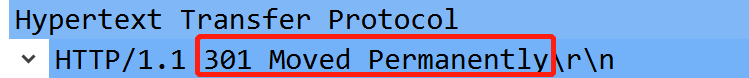 Hypertext Transfer Protocol
HTTP/1.1 301 Moved Permanently\r\n